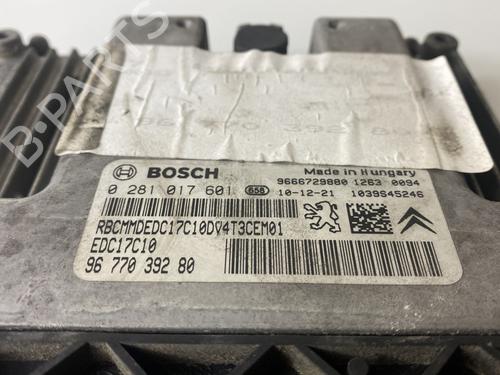 B-PARTS
BOSCH
Made in Hungary
0 281 017 601 658
9666729880 1263 0094
10-12-21 1039S45246
RBCMMDEDC17C10DV4T3CEM01
EDC17C10
96 770 392 80